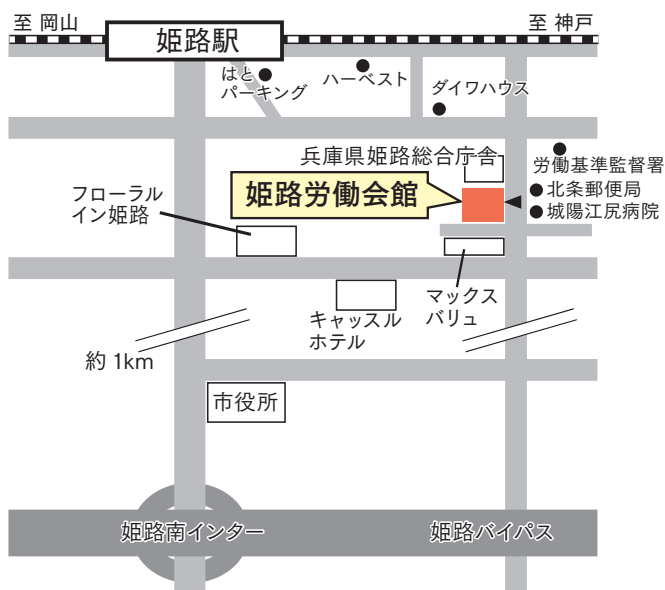 至 岡山
至 神戸
姫路駅
はと
パーキング
ハーベスト
ダイワハウス
兵庫県姫路総合庁舎
労働基準監督署
北条郵便局
城陽江尻病院
姫路労働会館
フローラル
イン姫路
マックス
バリュ
キャッスル
ホテル
約 1km
市役所
姫路南インター
姫路バイパス